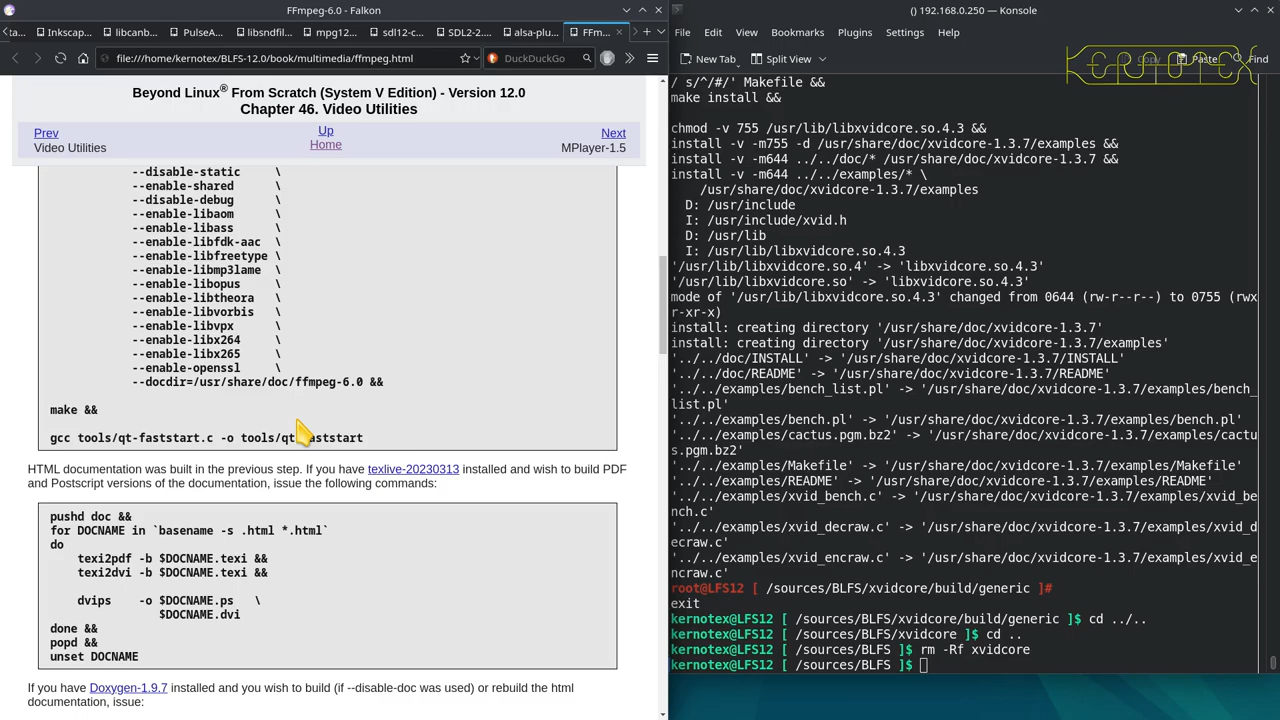 FFmpeg-6.0 - Falkon
ta...
Inkscap...
libcanb...
PulseA...
libsndfil...
mpg12...
sdl12-c...
SDL2-2...
alsa-plu...
FFm...
file:///home/kernotex/BLFS-12.0/book/multimedia/ffmpeg.html
DuckDuckGo
Beyond Linux® From Scratch (System V Edition) - Version 12.0
Chapter 46. Video Utilities
Prev
Up
Next
Video Utilities
Home
MPlayer-1.5
--disable-static \
--enable-shared \
--disable-debug \
--enable-libaom \
--enable-libass \
--enable-libfdk-aac \
--enable-libfreetype \
--enable-libmp3lame \
--enable-libopus \
--enable-libtheora \
--enable-libvorbis \
--enable-libvpx \
--enable-libx264 \
--enable-libx265 \
--enable-openssl \
--docdir=/usr/share/doc/ffmpeg-6.0 &&
make &&
gcc tools/qt-faststart.c -o tools/qt-faststart
HTML documentation was built in the previous step. If you have texlive-20230313 installed and wish to build PDF
and Postscript versions of the documentation, issue the following commands:
pushd doc &&
for DOCNAME in `basename -s .html *.html`
do
texi2pdf -b $DOCNAME.texi &&
texi2dvi -b $DOCNAME.texi &&
dvips -o $DOCNAME.ps \
$DOCNAME.dvi
done &&
popd &&
unset DOCNAME
If you have Doxygen-1.9.7 installed and you wish to build (if --disable-doc was used) or rebuild the html
documentation, issue:
() 192.168.0.250 — Konsole
File Edit View Bookmarks Plugins Settings Help
New Tab Split View Copy Paste Find
KERNOTEX
/ s/^/#/' Makefile &&
make install &&
chmod -v 755 /usr/lib/libxvidcore.so.4.3 &&
install -v -m755 -d /usr/share/doc/xvidcore-1.3.7/examples &&
install -v -m644 ../../doc/* /usr/share/doc/xvidcore-1.3.7 &&
install -v -m644 ../../examples/* \
/usr/share/doc/xvidcore-1.3.7/examples
D: /usr/include
I: /usr/include/xvid.h
D: /usr/lib
I: /usr/lib/libxvidcore.so.4.3
'/usr/lib/libxvidcore.so.4' -> 'libxvidcore.so.4.3'
'/usr/lib/libxvidcore.so' -> 'libxvidcore.so.4.3'
mode of '/usr/lib/libxvidcore.so.4.3' changed from 0644 (rw-r--r--) to 0755 (rwx
r-xr-x)
install: creating directory '/usr/share/doc/xvidcore-1.3.7'
install: creating directory '/usr/share/doc/xvidcore-1.3.7/examples'
'../../doc/INSTALL' -> '/usr/share/doc/xvidcore-1.3.7/INSTALL'
'../../doc/README' -> '/usr/share/doc/xvidcore-1.3.7/README'
'../../examples/bench_list.pl' -> '/usr/share/doc/xvidcore-1.3.7/examples/bench_
list.pl'
'../../examples/bench.pl' -> '/usr/share/doc/xvidcore-1.3.7/examples/bench.pl'
'../../examples/cactus.pgm.bz2' -> '/usr/share/doc/xvidcore-1.3.7/examples/cactu
s.pgm.bz2'
'../../examples/Makefile' -> '/usr/share/doc/xvidcore-1.3.7/examples/Makefile'
'../../examples/README' -> '/usr/share/doc/xvidcore-1.3.7/examples/README'
'../../examples/xvid_bench.c' -> '/usr/share/doc/xvidcore-1.3.7/examples/xvid_be
nch.c'
'../../examples/xvid_decraw.c' -> '/usr/share/doc/xvidcore-1.3.7/examples/xvid_d
ecraw.c'
'../../examples/xvid_encraw.c' -> '/usr/share/doc/xvidcore-1.3.7/examples/xvid_e
ncraw.c'
root@LFS12 [ /sources/BLFS/xvidcore/build/generic ]#
exit
kernotex@LFS12 [ /sources/BLFS/xvidcore/build/generic ]$ cd ../..
kernotex@LFS12 [ /sources/BLFS/xvidcore ]$ cd ..
kernotex@LFS12 [ /sources/BLFS ]$ rm -Rf xvidcore
kernotex@LFS12 [ /sources/BLFS ]$